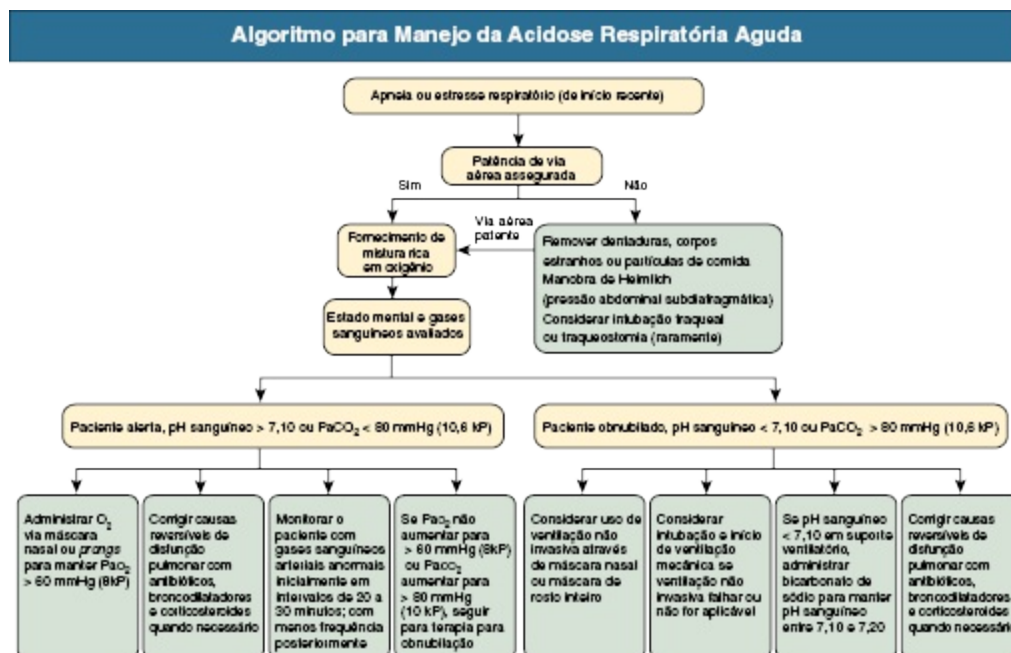 Algoritmo para Manejo da Acidose Respiratória Aguda
Apneia ou estresse respiratório (de início recente)
Patência de via
aérea assegurada
Sim
Não
Via aérea
patente
Fornecimento de
mistura rica
em oxigênio
Remover dentaduras, corpos
estranhos ou partículas de comida
Manobra de Heimlich
(pressão abdominal subdiafragmática)
Considerar intubação traqueal
ou traqueostomia (raramente)
Estado mental e gases
sanguíneos avaliados
Paciente alerta, pH sanguíneo > 7,10 ou PaCO2 < 80 mmHg (10,6 kP)
Paciente obnubilado, pH sanguíneo < 7,10 ou PaCO2 > 80 mmHg (10,6 kP)
Administrar O2
via máscara
nasal ou prongs
para manter PaO2
> 60 mmHg (8kP)
Corrigir causas
reversíveis de
disfunção
pulmonar com
antibióticos,
broncodilatadores
e corticosteroides
quando necessário
Monitorar o
paciente com
gases sanguíneos
arteriais anormais
inicialmente em
intervalos de 20 a
30 minutos; com
menos frequência
posteriormente
Se PaO2 não
aumentar para
> 60 mmHg (8kP)
ou PaCO2
aumentar para
> 80 mmHg
(10 kP), seguir
para terapia para
obnubilação
Considerar uso de
ventilação não
invasiva através
de máscara nasal
ou máscara de
rosto inteiro
Considerar
intubação e início
de ventilação
mecânica se
ventilação não
invasiva falhar ou
não for aplicável
Se pH sanguíneo
< 7,10 em suporte
ventilatório,
administrar
bicarbonato de
sódio para manter
pH sanguíneo
entre 7,10 e 7,20
Corrigir causas
reversíveis de
disfunção
pulmonar com
antibióticos,
broncodilatadores
e corticosteroides
quando necessário